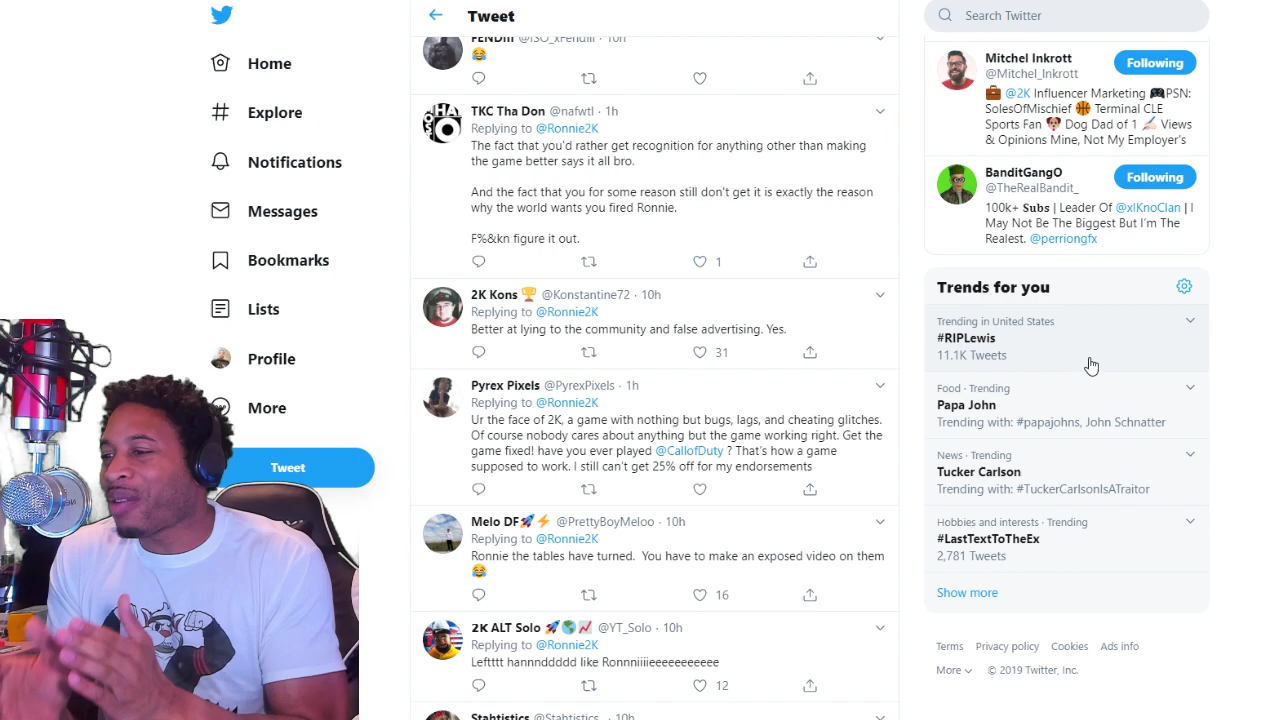 Home
Explore
Notifications
Messages
Bookmarks
Lists
Profile
More
Tweet
Tweet
FENDIII @ISO_xFendiii · 10h
😂
TKC Tha Don @nafwtl · 1h
Replying to @Ronnie2K
The fact that you'd rather get recognition for anything other than making
the game better says it all bro.
And the fact that you for some reason still don't get it is exactly the reason
why the world wants you fired Ronnie.
F%&kn figure it out.
1
2K Kons 🏆 @Konstantine72 · 10h
Replying to @Ronnie2K
Better at lying to the community and false advertising. Yes.
31
Pyrex Pixels @PyrexPixels · 1h
Replying to @Ronnie2K
Ur the face of 2K, a game with nothing but bugs, lags, and cheating glitches.
Of course nobody cares about anything but the game working right. Get the
game fixed! have you ever played @CallofDuty ? That's how a game
supposed to work. I still can't get 25% off for my endorsements
Melo DF🚀⚡ @PrettyBoyMeloo · 10h
Replying to @Ronnie2K
Ronnie the tables have turned. You have to make an exposed video on them
😂
16
2K ALT Solo 🚀🌎📈 @YT_Solo · 10h
Replying to @Ronnie2K
Leftttt hannnddddd like Ronnniiiieeeeeeeeeee
12
Stahtistics @Stahtistics_ · 10h
Search Twitter
Mitchel Inkrott
@Mitchel_Inkrott
Following
💼 @2K Influencer Marketing 🎮PSN:
SolesOfMischief 🏀 Terminal CLE
Sports Fan 🐶 Dog Dad of 1 🖌 Views
& Opinions Mine, Not My Employer's
BanditGangO
@TheRealBandit_
Following
100k+ 𝐒𝐮𝐛𝐬 | Leader Of @xIKnoClan | I
May Not Be The Biggest But I'm The
Realest. @perriongfx
Trends for you
Trending in United States
#RIPLewis
11.1K Tweets
Food · Trending
Papa John
Trending with: #papajohns, John Schnatter
News · Trending
Tucker Carlson
Trending with: #TuckerCarlsonIsATraitor
Hobbies and interests · Trending
#LastTextToTheEx
2,781 Tweets
Show more
Terms Privacy policy Cookies Ads info
More © 2019 Twitter, Inc.